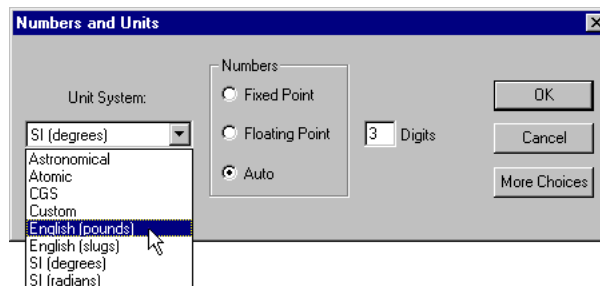 Numbers and Units
Unit System:
SI (degrees)
Astronomical
Atomic
CGS
Custom
English (pounds)
English (slugs)
SI (degrees)
SI (radians)
Numbers
Fixed Point
Floating Point
Auto
3 Digits
OK
Cancel
More Choices